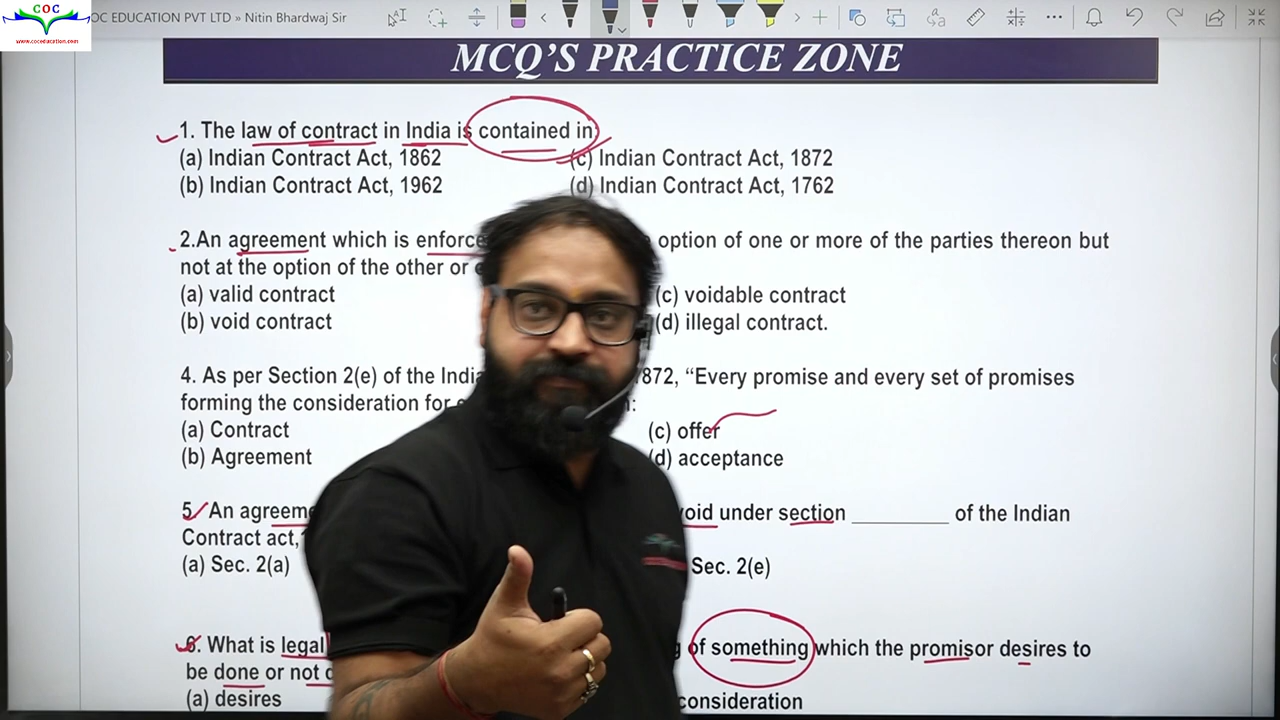 COC
www.coceducation.com
OC EDUCATION PVT LTD » Nitin Bhardwaj Sir
MCQ'S PRACTICE ZONE
1. The law of contract in India is contained in
(a) Indian Contract Act, 1862 (c) Indian Contract Act, 1872
(b) Indian Contract Act, 1962 (d) Indian Contract Act, 1762
2.An agreement which is enforce option of one or more of the parties thereon but
not at the option of the other or
(a) valid contract (c) voidable contract
(b) void contract (d) illegal contract.
4. As per Section 2(e) of the India 872, “Every promise and every set of promises
forming the consideration for :
(a) Contract (c) offer
(b) Agreement (d) acceptance
5. An agreeme void under section __________ of the Indian
Contract act,
(a) Sec. 2(a) Sec. 2(e)
6. What is legal of something which the promisor desires to
be done or not
(a) desires consideration